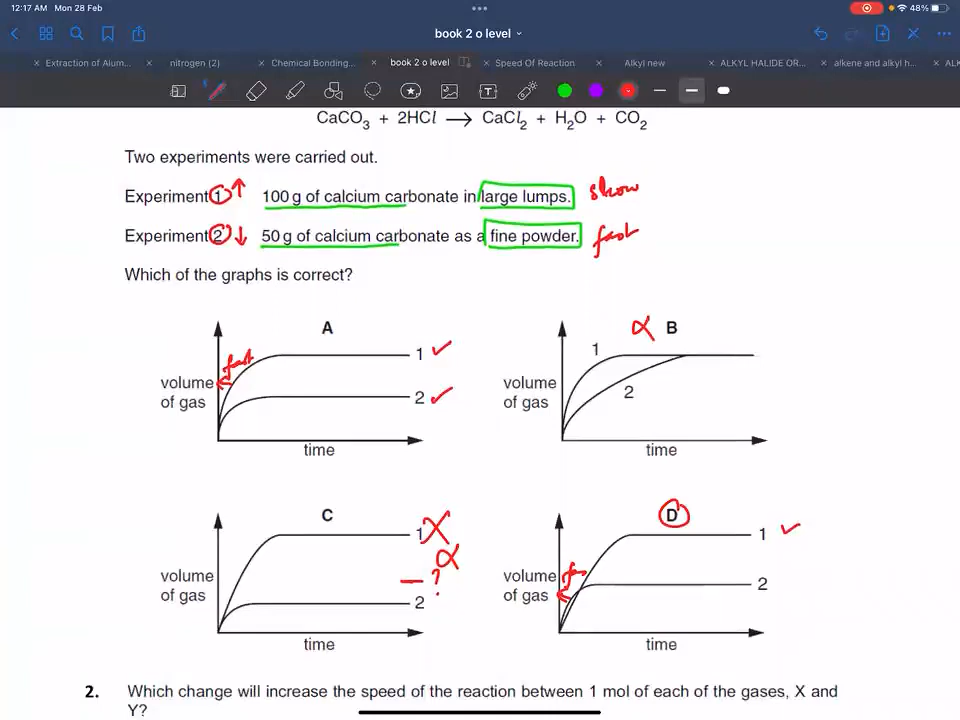 12:17 AM Mon 28 Feb
48%
book 2 o level
Extraction of Alum...
nitrogen (2)
Chemical Bonding...
book 2 o level
Speed Of Reaction
Alkyl new
ALKYL HALIDE OR...
alkene and alkyl h...
ALK
CaCO₃ + 2HCl ⟶ CaCl₂ + H₂O + CO₂
Two experiments were carried out.
Experiment 1 ↑ 100 g of calcium carbonate in large lumps. show
Experiment 2 ↓ 50 g of calcium carbonate as a fine powder. fast
Which of the graphs is correct?
A
fast
1
volume
of gas
2
time
B
1
volume
of gas
2
time
C
1
volume
of gas
?
2
time
D
1
volume
of gas
2
time
2. Which change will increase the speed of the reaction between 1 mol of each of the gases, X and
Y?